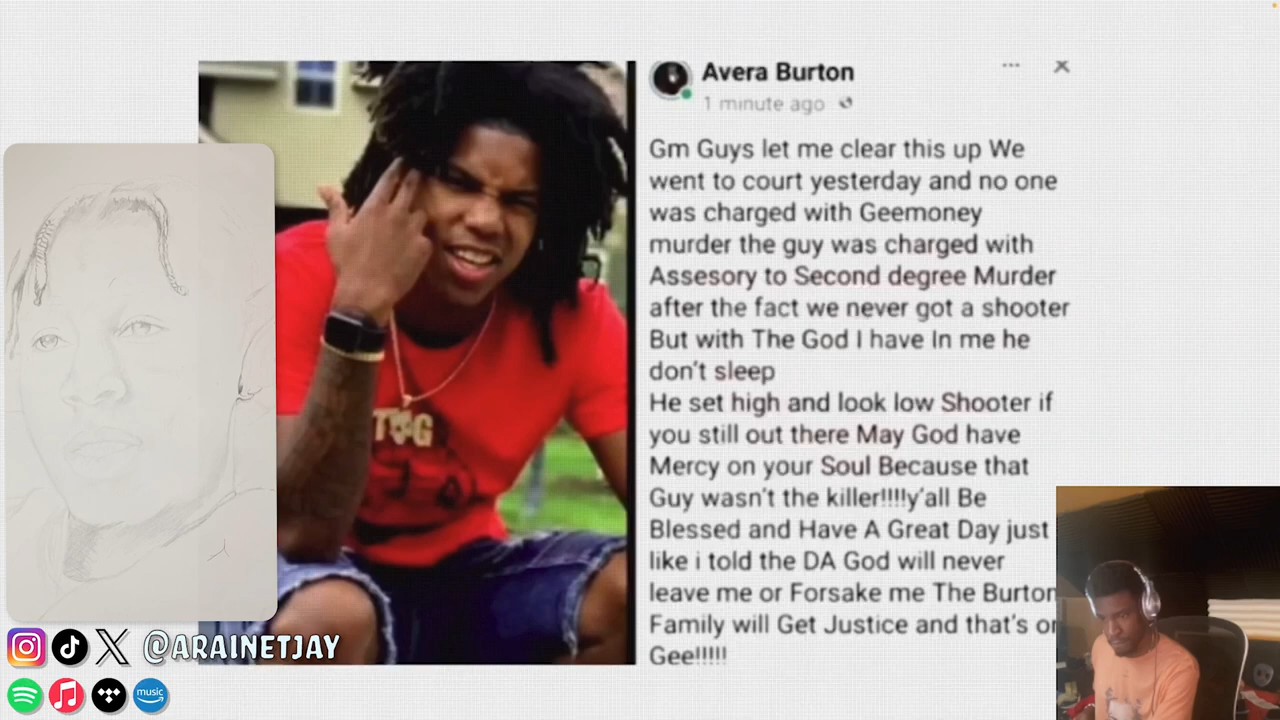 Avera Burton
1 minute ago
Gm Guys let me clear this up We
went to court yesterday and no one
was charged with Geemoney
murder the guy was charged with
Assesory to Second degree Murder
after the fact we never got a shooter
But with The God I have In me he
don't sleep
He set high and look low Shooter if
you still out there May God have
Mercy on your Soul Because that
Guy wasn't the killer!!!!y'all Be
Blessed and Have A Great Day just
like i told the DA God will never
leave me or Forsake me The Burton
Family will Get Justice and that's on
Gee!!!!!
@ARAINETJAY
music